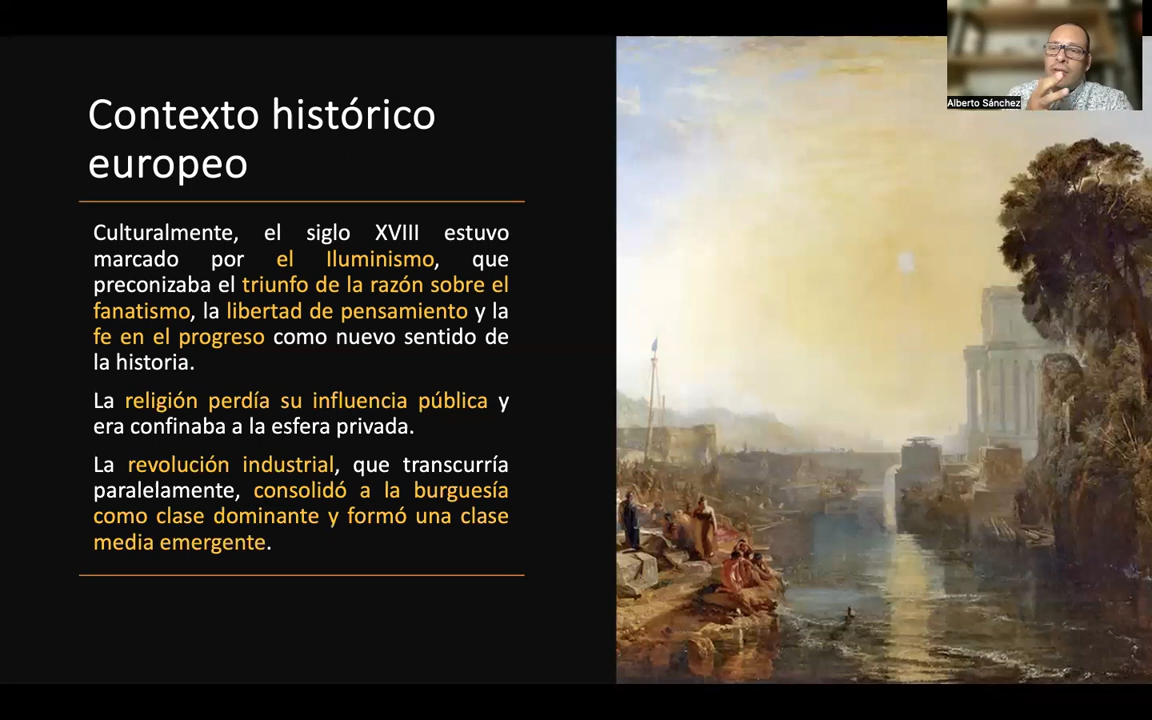 Contexto histórico
europeo
Culturalmente, el siglo XVIII estuvo
marcado por el Iluminismo, que
preconizaba el triunfo de la razón sobre el
fanatismo, la libertad de pensamiento y la
fe en el progreso como nuevo sentido de
la historia.
La religión perdía su influencia pública y
era confinaba a la esfera privada.
La revolución industrial, que transcurría
paralelamente, consolidó a la burguesía
como clase dominante y formó una clase
media emergente.
Alberto Sánchez